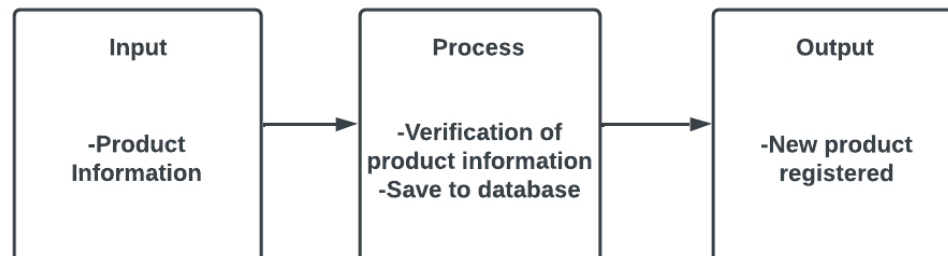 Input
-Product
Information
Process
-Verification of
product information
-Save to database
Output
-New product
registered